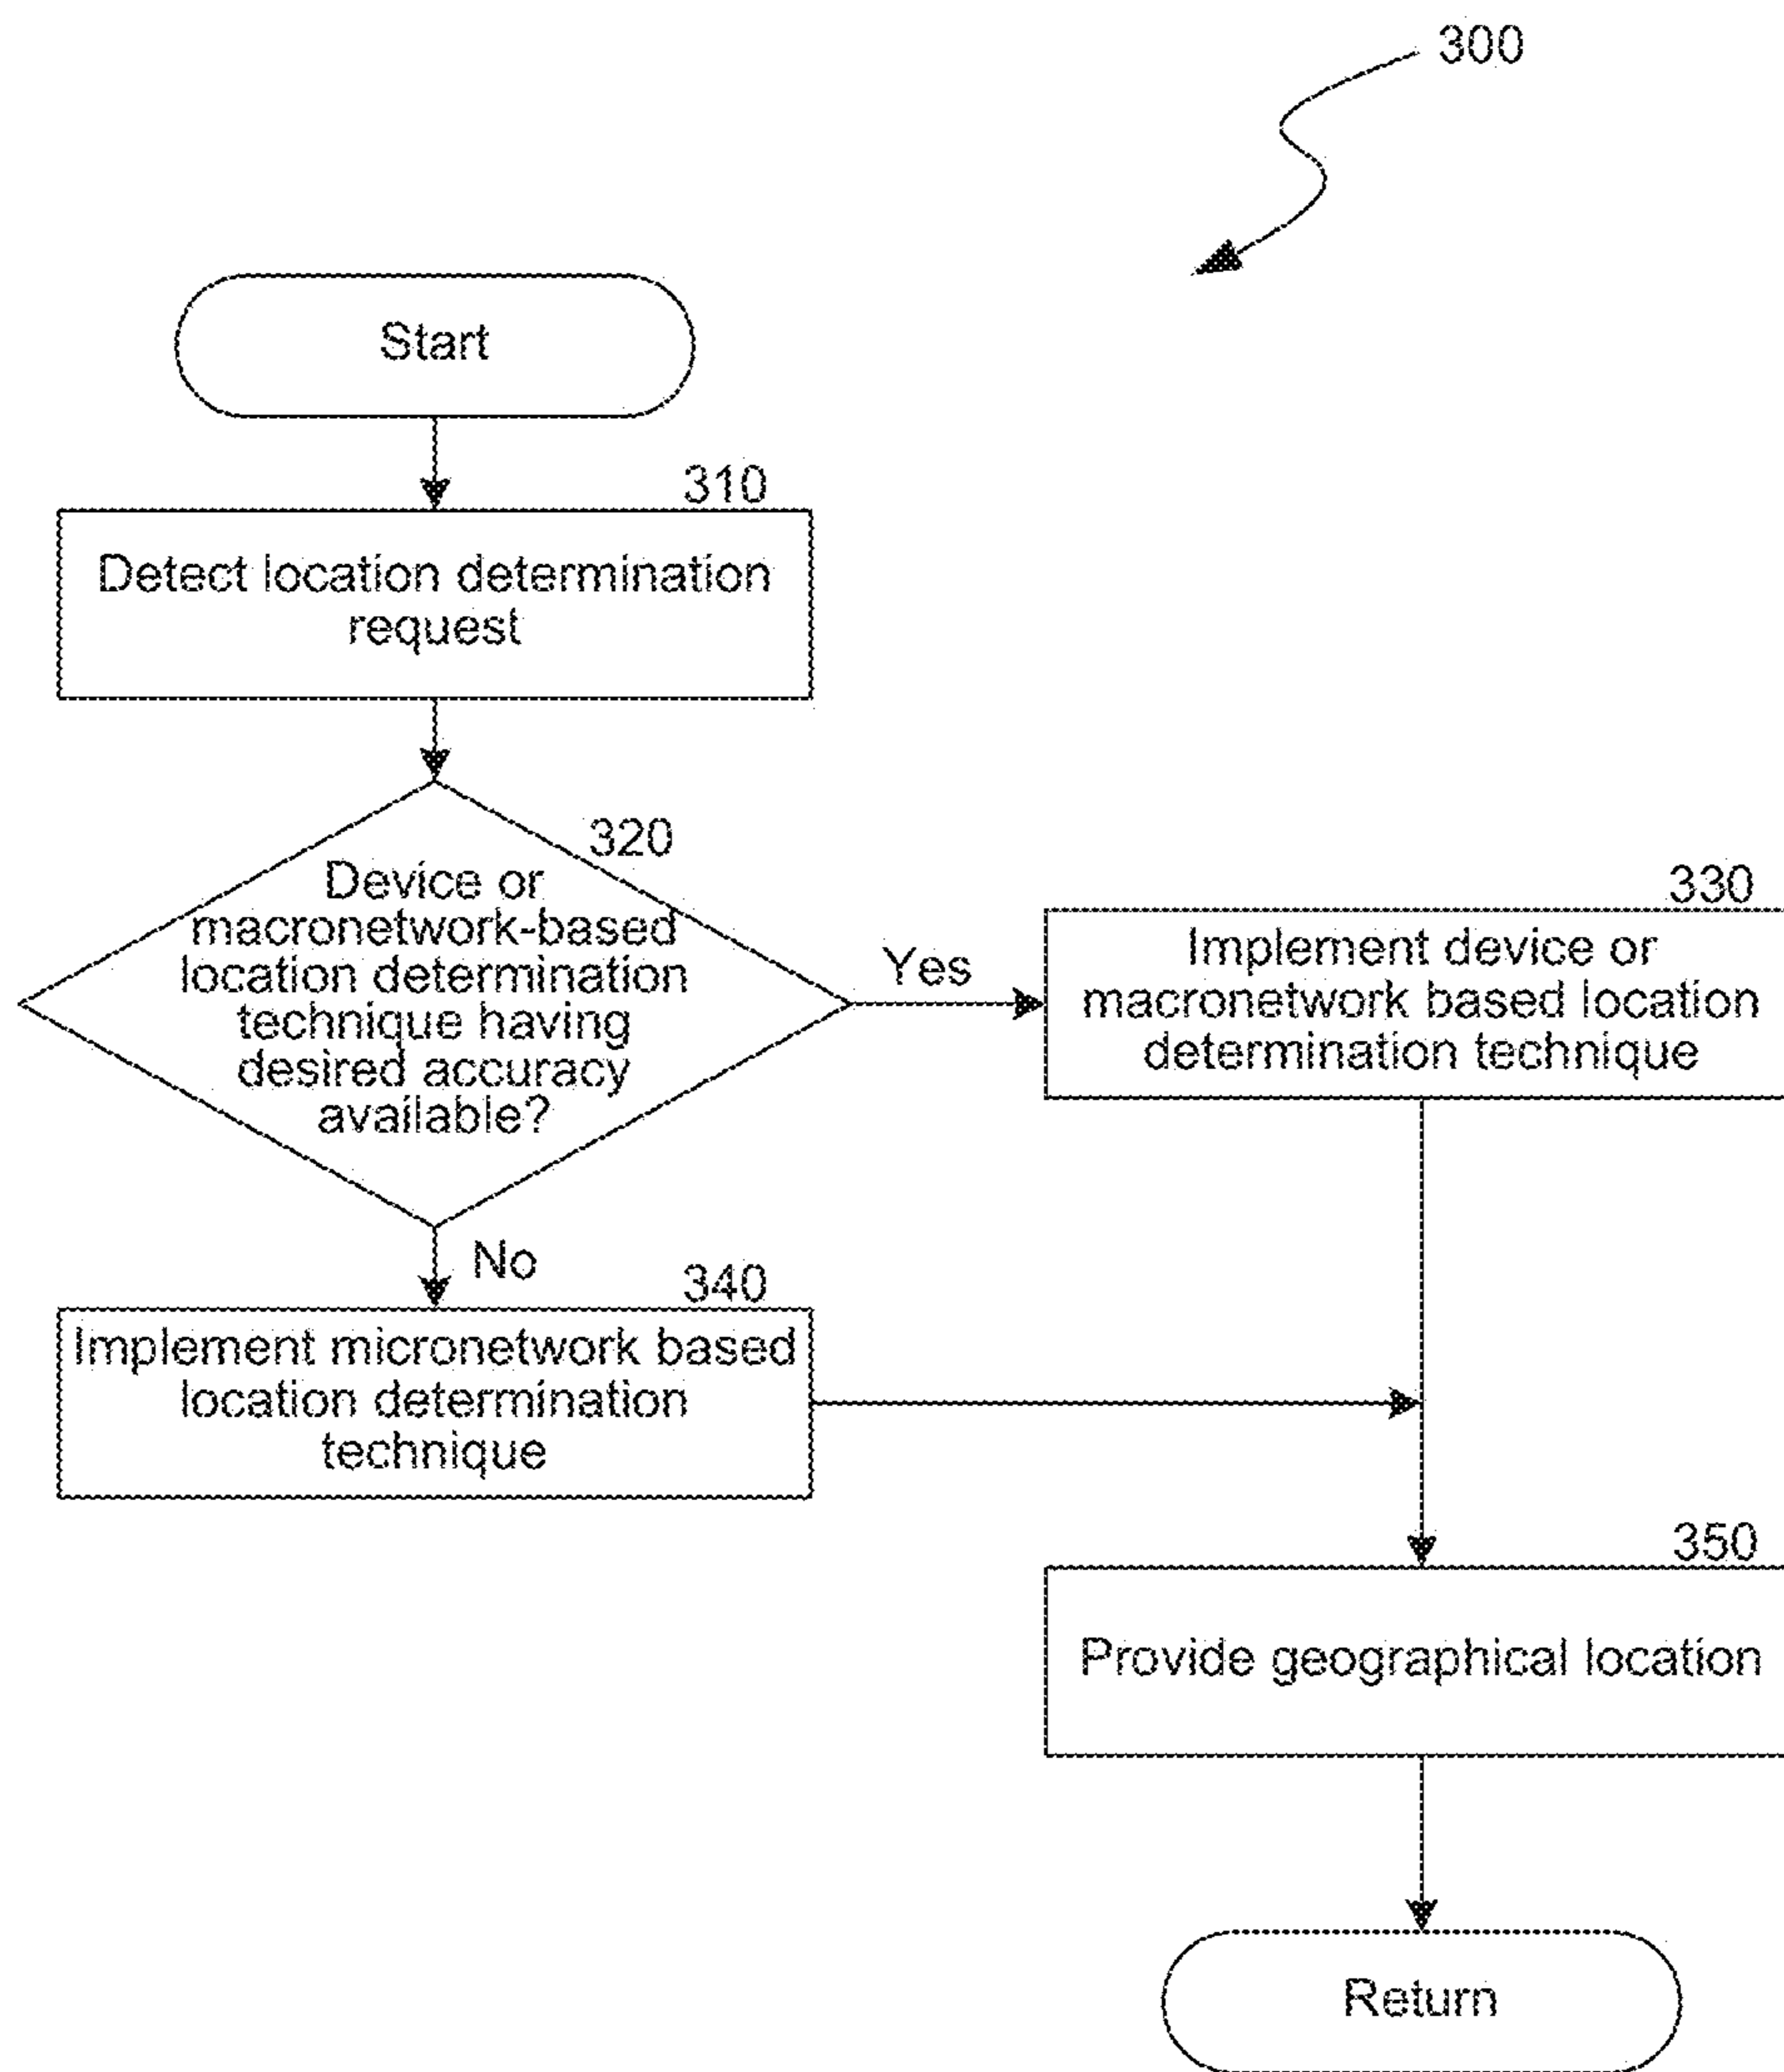 300
Start
310
Detect location determination
request
320
Device or
macronetwork-based
location determination
technique having
desired accuracy
available?
Yes
330
Implement device or
macronetwork based location
determination technique
No
340
Implement micronetwork based
location determination
technique
350
Provide geographical location
Return